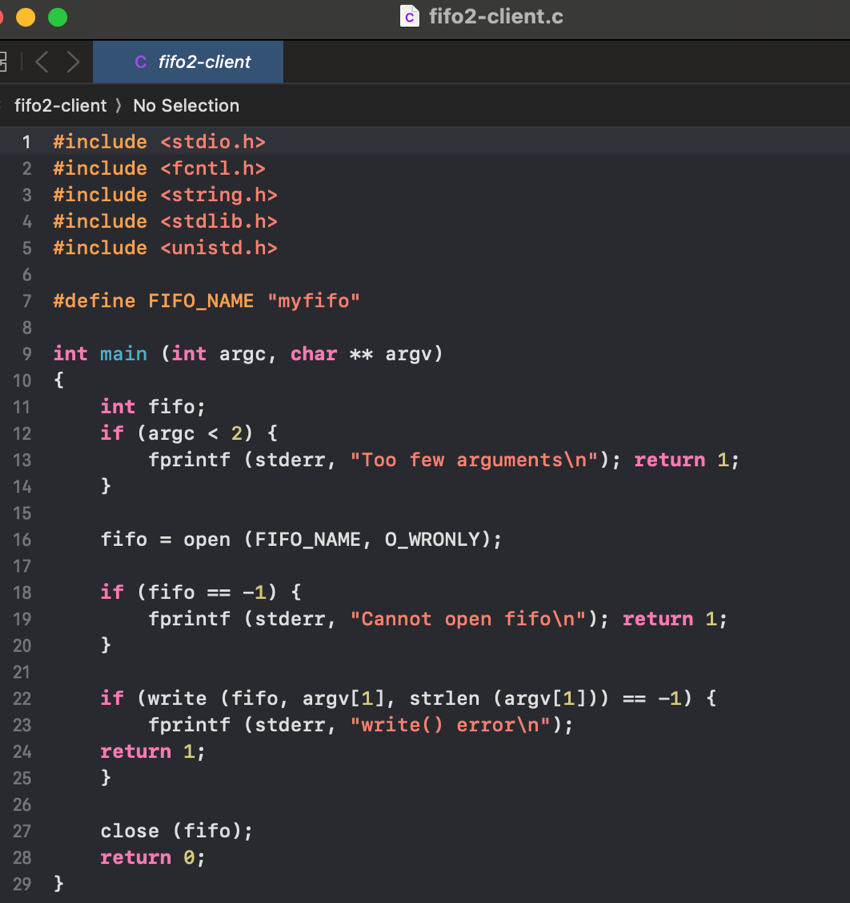 fifo2-client.c
fifo2-client
fifo2-client 〉 No Selection
1 #include <stdio.h>
2 #include <fcntl.h>
3 #include <string.h>
4 #include <stdlib.h>
5 #include <unistd.h>
6
7 #define FIFO_NAME "myfifo"
8
9 int main (int argc, char ** argv)
10 {
11     int fifo;
12     if (argc < 2) {
13         fprintf (stderr, "Too few arguments\n"); return 1;
14     }
15
16     fifo = open (FIFO_NAME, O_WRONLY);
17
18     if (fifo == -1) {
19         fprintf (stderr, "Cannot open fifo\n"); return 1;
20     }
21
22     if (write (fifo, argv[1], strlen (argv[1])) == -1) {
23         fprintf (stderr, "write() error\n");
24     return 1;
25     }
26
27     close (fifo);
28     return 0;
29 }